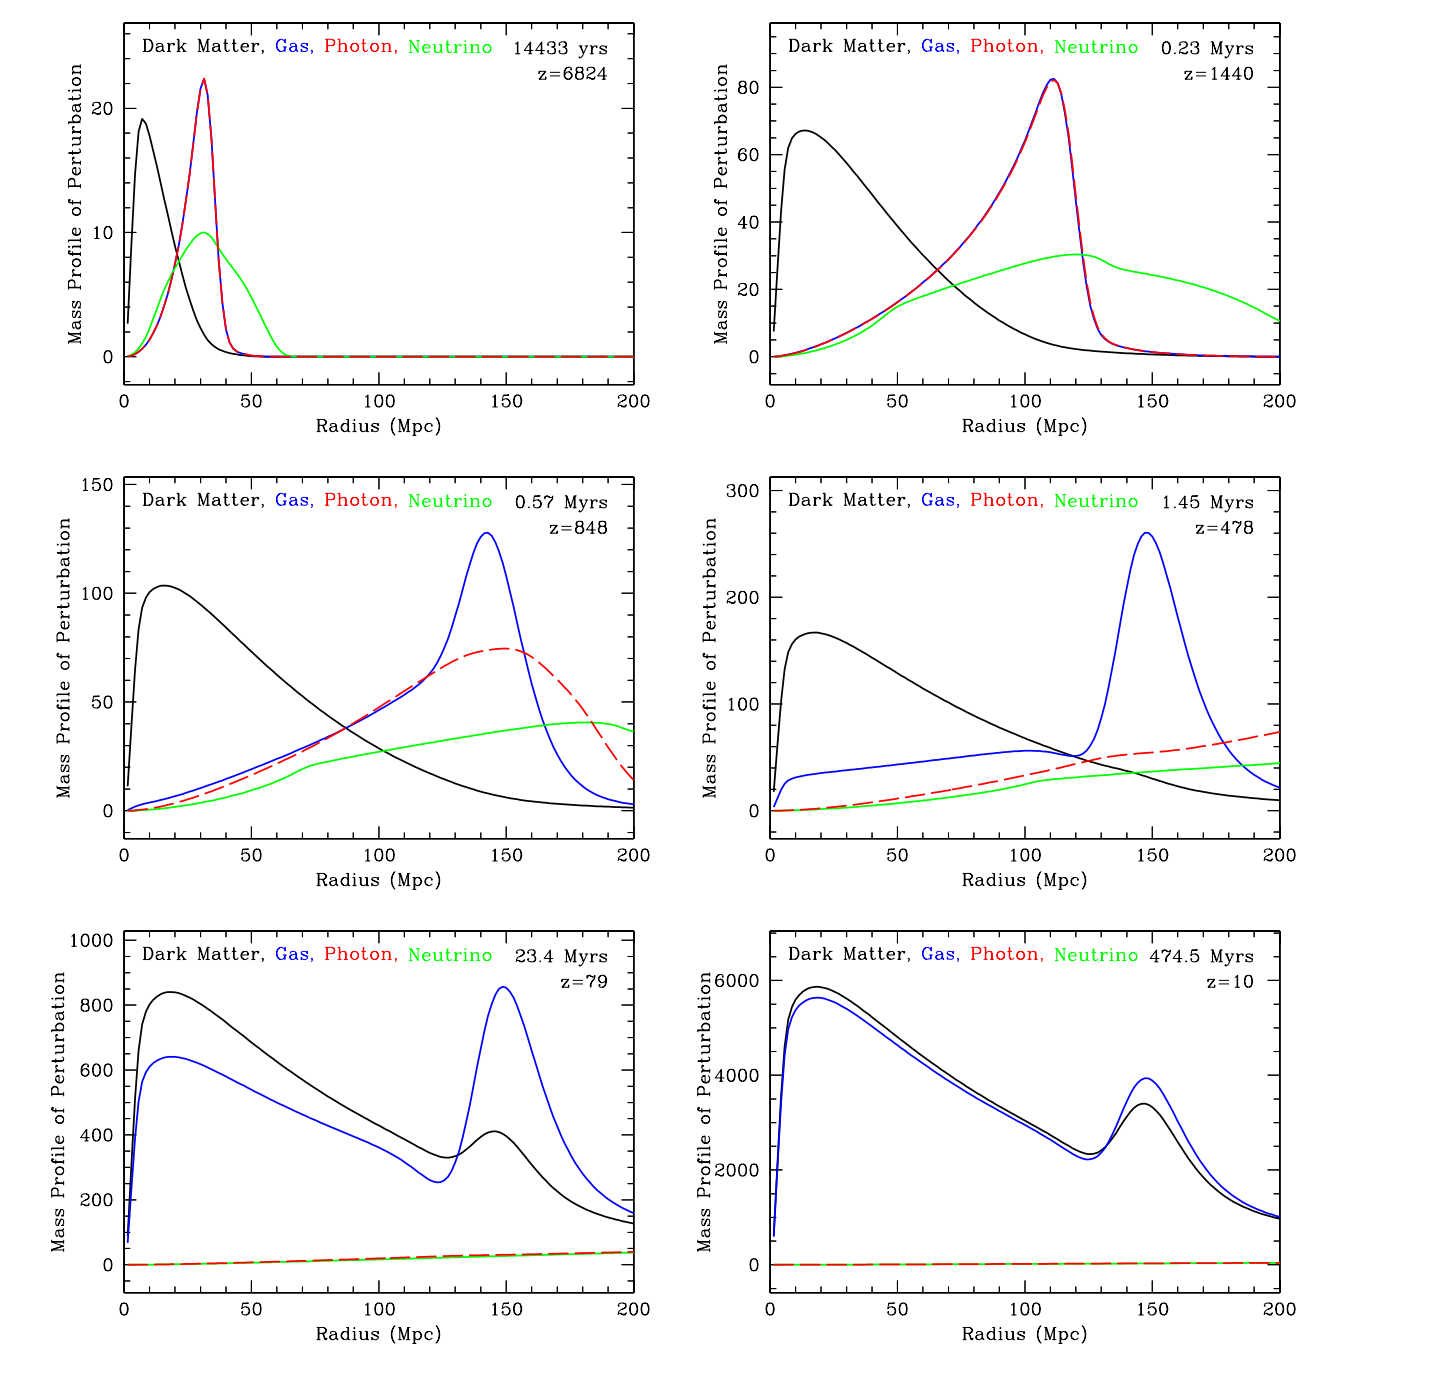 Dark Matter, Gas, Photon, Neutrino 14433 yrs
z=6824
Mass Profile of Perturbation
20
10
0
0 50 100 150 200
Radius (Mpc)
Dark Matter, Gas, Photon, Neutrino 0.23 Myrs
z=1440
Mass Profile of Perturbation
80
60
40
20
0
0 50 100 150 200
Radius (Mpc)
Dark Matter, Gas, Photon, Neutrino 0.57 Myrs
z=848
Mass Profile of Perturbation
150
100
50
0
0 50 100 150 200
Radius (Mpc)
Dark Matter, Gas, Photon, Neutrino 1.45 Myrs
z=478
Mass Profile of Perturbation
300
200
100
0
0 50 100 150 200
Radius (Mpc)
Dark Matter, Gas, Photon, Neutrino 23.4 Myrs
z=79
Mass Profile of Perturbation
1000
800
600
400
200
0
0 50 100 150 200
Radius (Mpc)
Dark Matter, Gas, Photon, Neutrino 474.5 Myrs
z=10
Mass Profile of Perturbation
6000
4000
2000
0
0 50 100 150 200
Radius (Mpc)